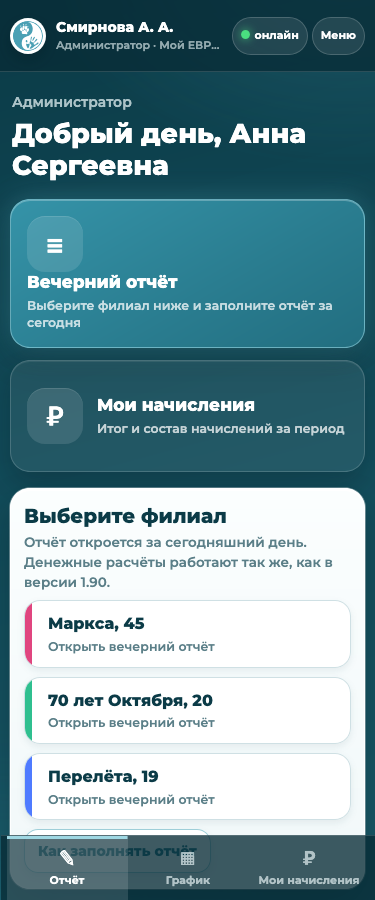 Смирнова А. А.
Администратор · Мой ЕВР...
онлайн
Меню
Администратор
Добрый день, Анна
Сергеевна
Вечерний отчёт
Выберите филиал ниже и заполните отчёт за
сегодня
₽
Мои начисления
Итог и состав начислений за период
Выберите филиал
Отчёт откроется за сегодняшний день.
Денежные расчёты работают так же, как в
версии 1.90.
Маркса, 45
Открыть вечерний отчёт
70 лет Октября, 20
Открыть вечерний отчёт
Перелёта, 19
Открыть вечерний отчёт
Как заполнять отчёт
₽
Отчёт
График
Мои начисления